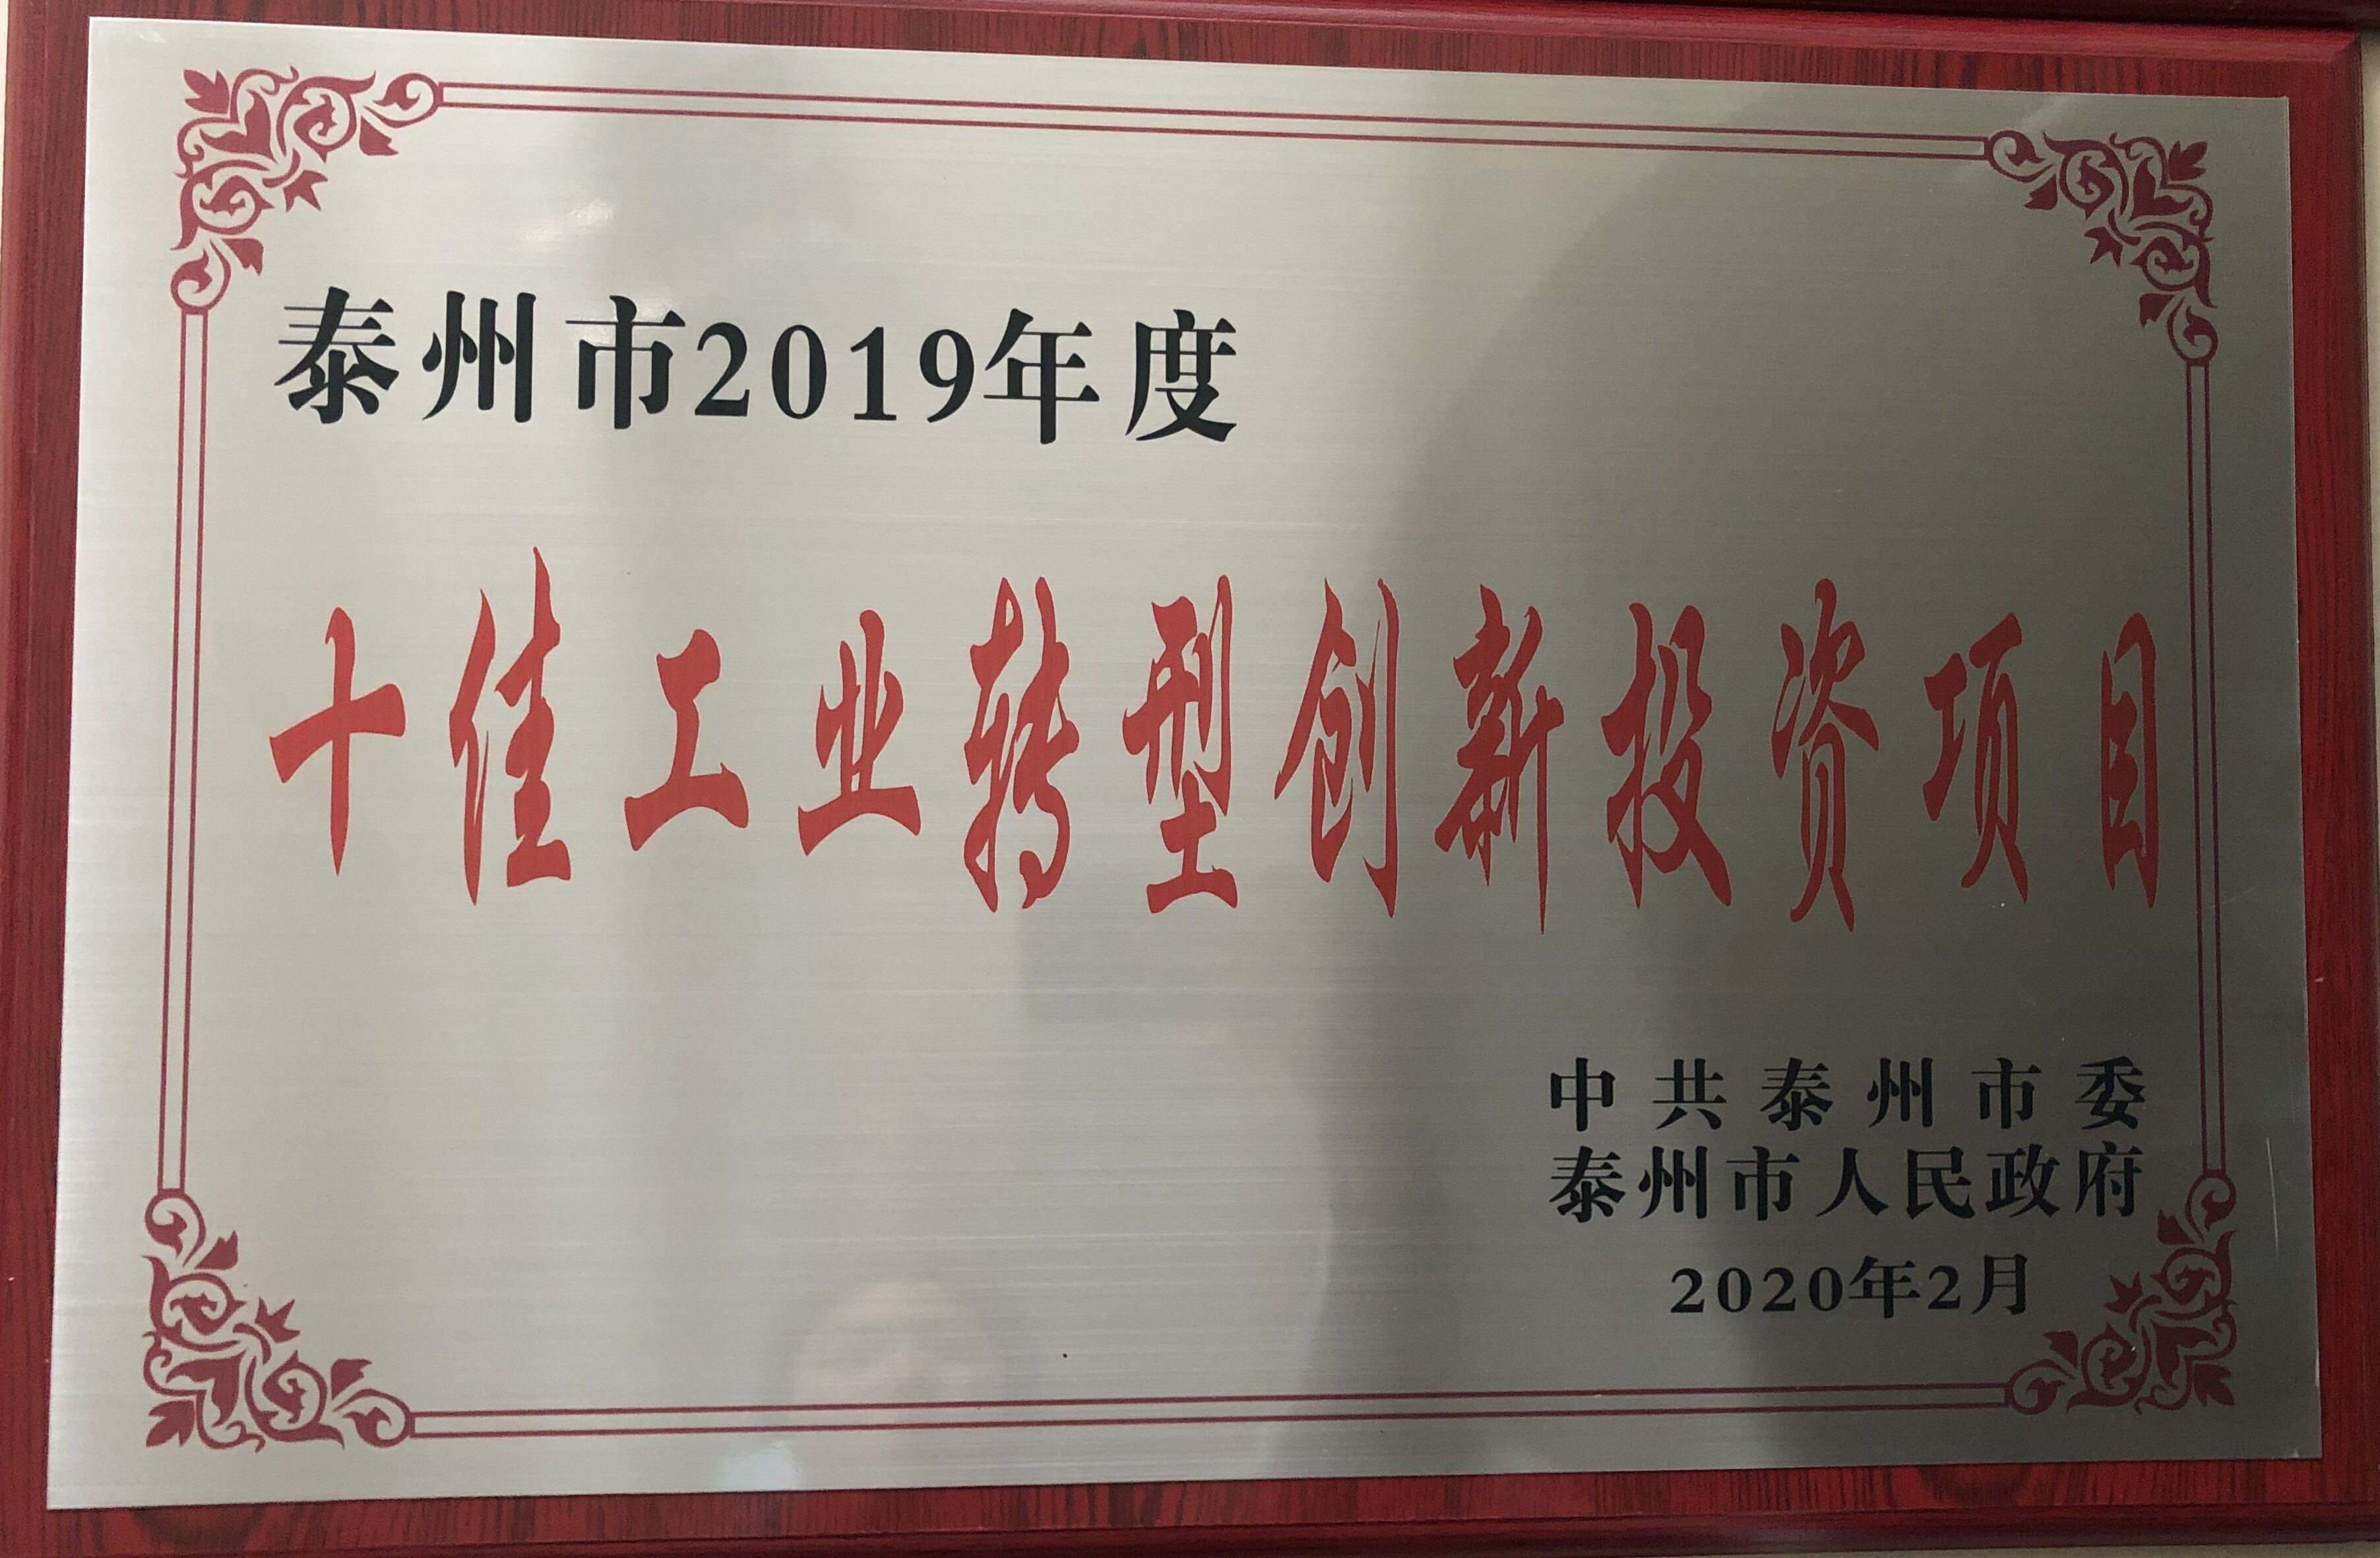 泰州市2019年度
十佳工业转型创新投资项目
中共泰州市委
泰州市人民政府
2020年2月